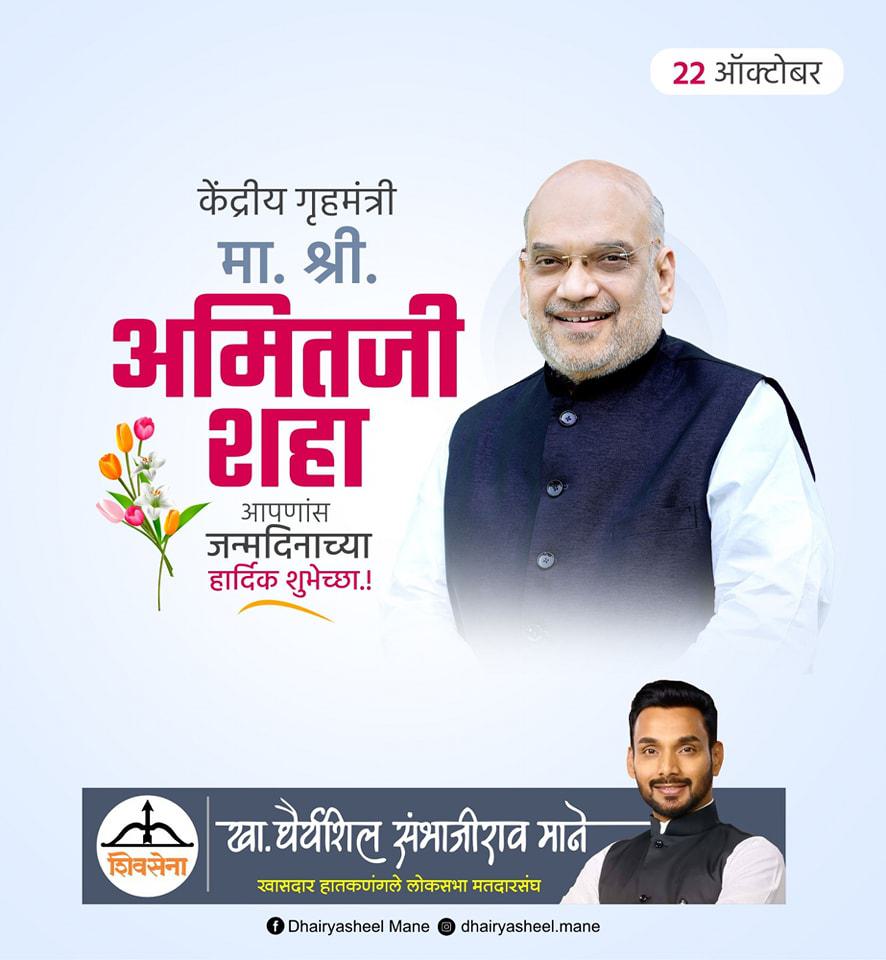 22 ऑक्टोबर
केंद्रीय गृहमंत्री
मा. श्री.
अमितजी
शहा
आपणांस
जन्मदिनाच्या
हार्दिक शुभेच्छा.!
शिवसेना
खा. धैर्यशिल संभाजीराव माने
खासदार हातकणंगले लोकसभा मतदारसंघ
Dhairyasheel Mane dhairyasheel.mane